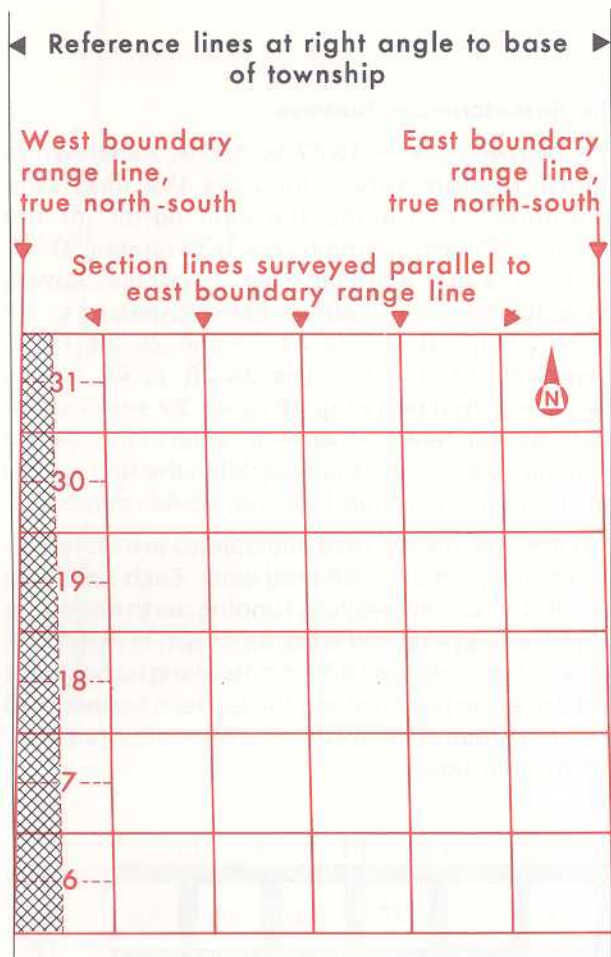 Reference lines at right angle to base
of township
West boundary
range line,
true north-south
East boundary
range line,
true north-south
Section lines surveyed parallel to
east boundary range line
N
31
30
19
18
7
6